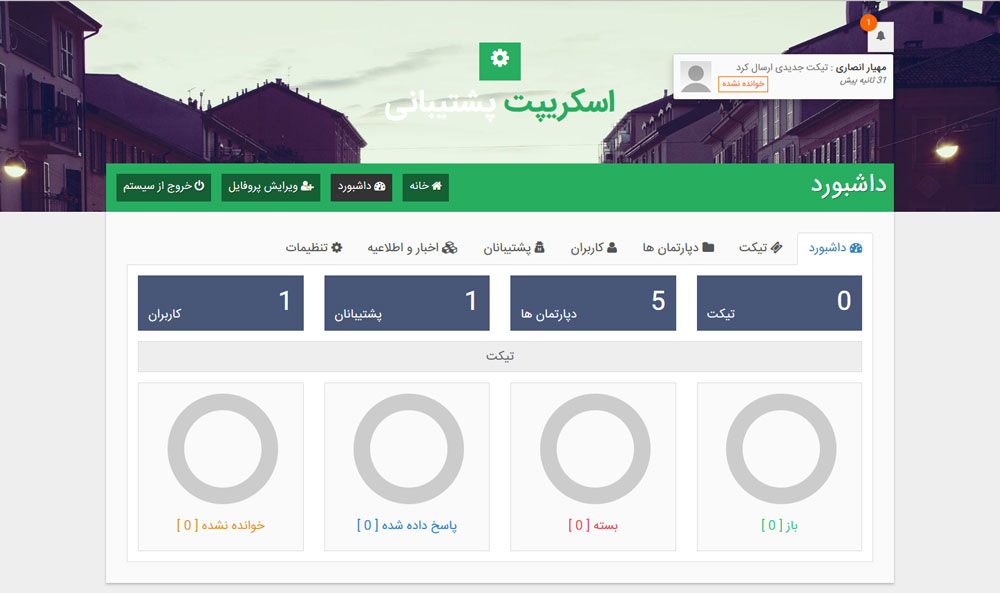 1
مهیار انصاری : تیکت جدیدی ارسال کرد
31 ثانیه پیش
خوانده نشده
اسکریپت پشتیبانی
داشبورد
خانه
داشبورد
ویرایش پروفایل
خروج از سیستم
داشبورد
تیکت
دپارتمان ها
کاربران
پشتیبانان
اخبار و اطلاعیه
تنظیمات
0
تیکت
5
دپارتمان ها
1
پشتیبانان
1
کاربران
تیکت
باز [ 0 ]
بسته [ 0 ]
پاسخ داده شده [ 0 ]
خوانده نشده [ 0 ]